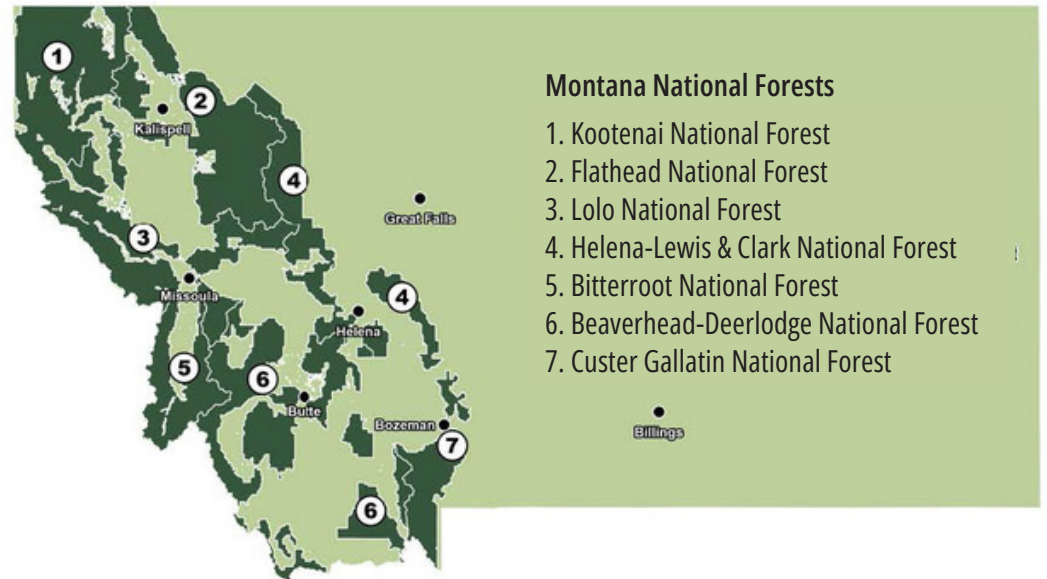 Montana National Forests
1. Kootenai National Forest
2. Flathead National Forest
3. Lolo National Forest
4. Helena-Lewis & Clark National Forest
5. Bitterroot National Forest
6. Beaverhead-Deerlodge National Forest
7. Custer Gallatin National Forest
1
2
Kalispell
4
Great Falls
3
Missoula
4
Helena
5
6
Butte
Bozeman
7
Billings
6